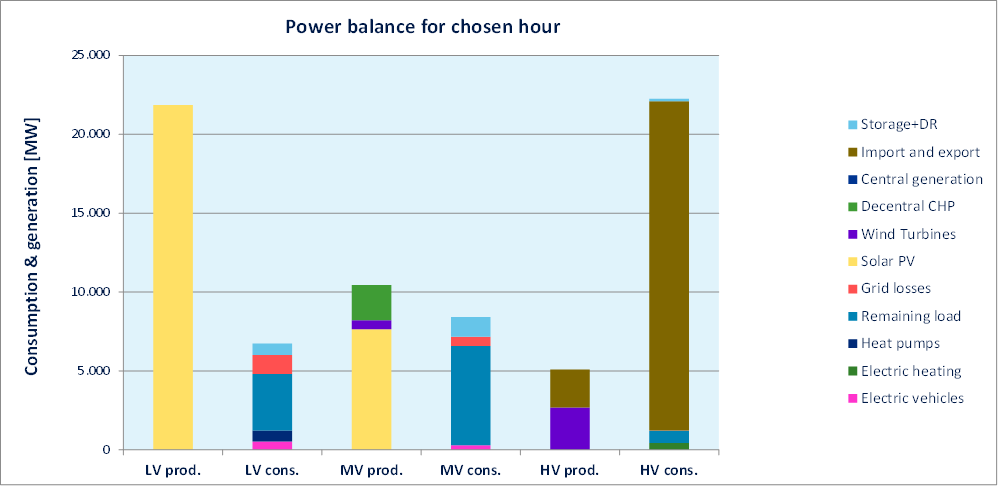 Power balance for chosen hour
Consumption & generation [MW]
25.000
20.000
15.000
10.000
5.000
0
LV prod.
LV cons.
MV prod.
MV cons.
HV prod.
HV cons.
Storage+DR
Import and export
Central generation
Decentral CHP
Wind Turbines
Solar PV
Grid losses
Remaining load
Heat pumps
Electric heating
Electric vehicles